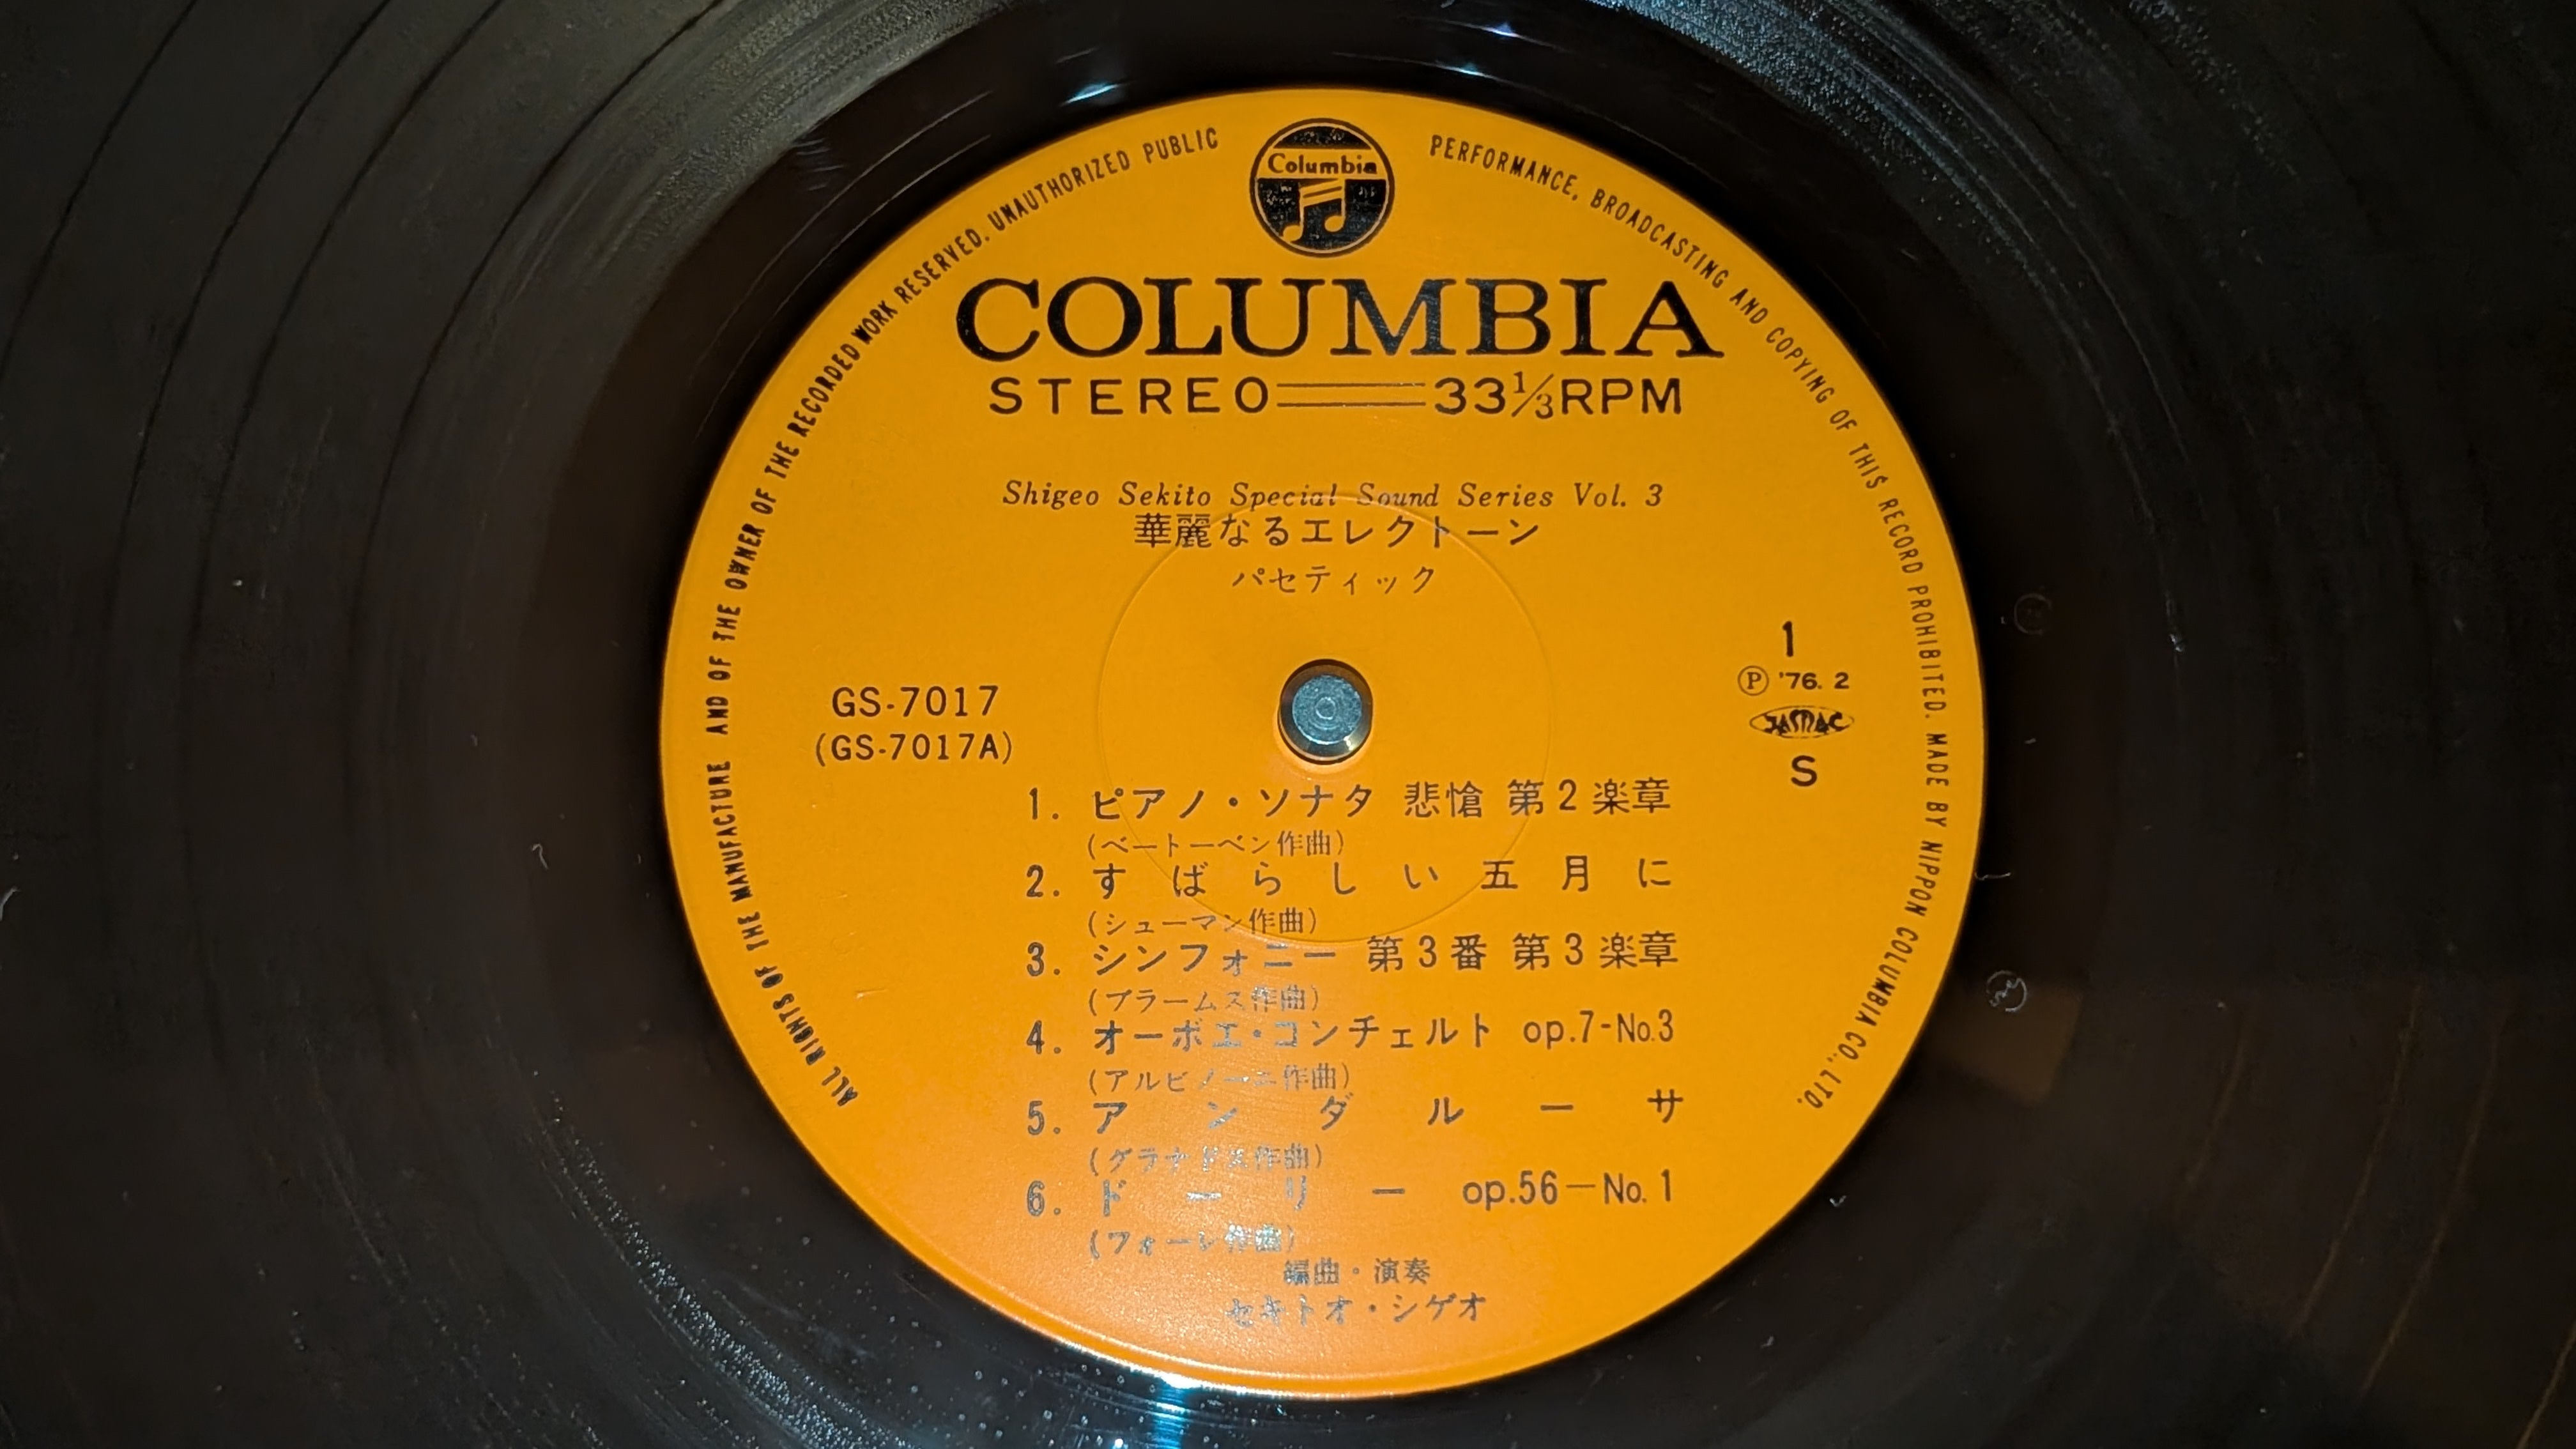 Columbia
COLUMBIA
STEREO 33⅓RPM
Shigeo Sekito Special Sound Series Vol. 3
華麗なるエレクトーン
パセティック
GS-7017
(GS-7017A)
1
Ⓟ '76. 2
JASRAC
S
1. ピアノ・ソナタ 悲愴 第2楽章
(ベートーベン作曲)
2. すばらしい五月に
(シューマン作曲)
3. シンフォニー 第3番 第3楽章
(ブラームス作曲)
4. オーボエ・コンチェルト op.7-No.3
(アルビノーニ作曲)
5. アンダルーサ
(グラナドス作曲)
6. ドーリー op.56-No.1
(フォーレ作曲)
編曲・演奏
セキトオ・シゲオ
ALL RIGHTS OF THE MANUFACTURE AND OF THE OWNER OF THE RECORDED WORK RESERVED. UNAUTHORIZED PUBLIC PERFORMANCE, BROADCASTING AND COPYING OF THIS RECORD PROHIBITED. MADE BY NIPPON COLUMBIA CO., LTD.